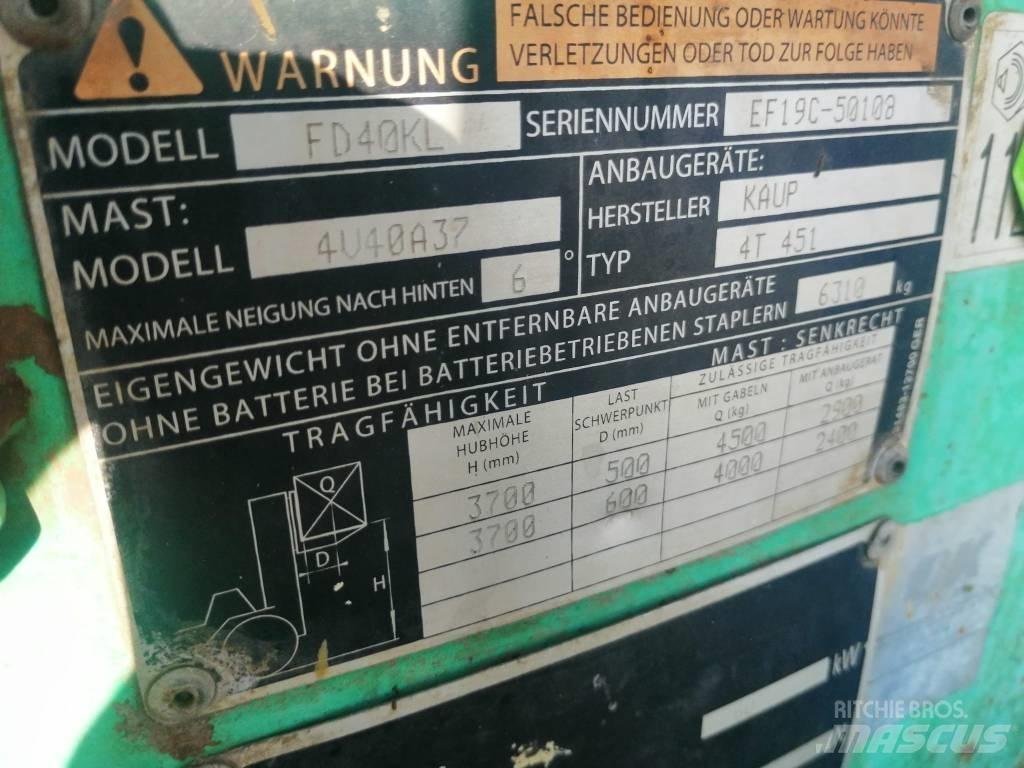 WARNUNG
FALSCHE BEDIENUNG ODER WARTUNG KÖNNTE
VERLETZUNGEN ODER TOD ZUR FOLGE HABEN
MODELL FD40KL SERIENNUMMER EF19C-50108
MAST:
MODELL 4V40A37
MAXIMALE NEIGUNG NACH HINTEN 6°
ANBAUGERÄTE:
HERSTELLER KAUP
TYP 4T 451
EIGENGEWICHT OHNE ENTFERNBARE ANBAUGERÄTE
OHNE BATTERIE BEI BATTERIEBETRIEBENEN STAPLERN 6310 kg
TRAGFÄHIGKEIT
MAST: SENKRECHT
ZULÄSSIGE TRAGFÄHIGKEIT
MAXIMALE
HUBHÖHE
H (mm)
LAST
SCHWERPUNKT
D (mm)
MIT GABELN
Q (kg)
MIT ANBAUGERÄT
Q (kg)
3700 500 4500 2900
3700 600 4000 2400
Q
D
H
11
kW
RITCHIE BROS.
MASCUS